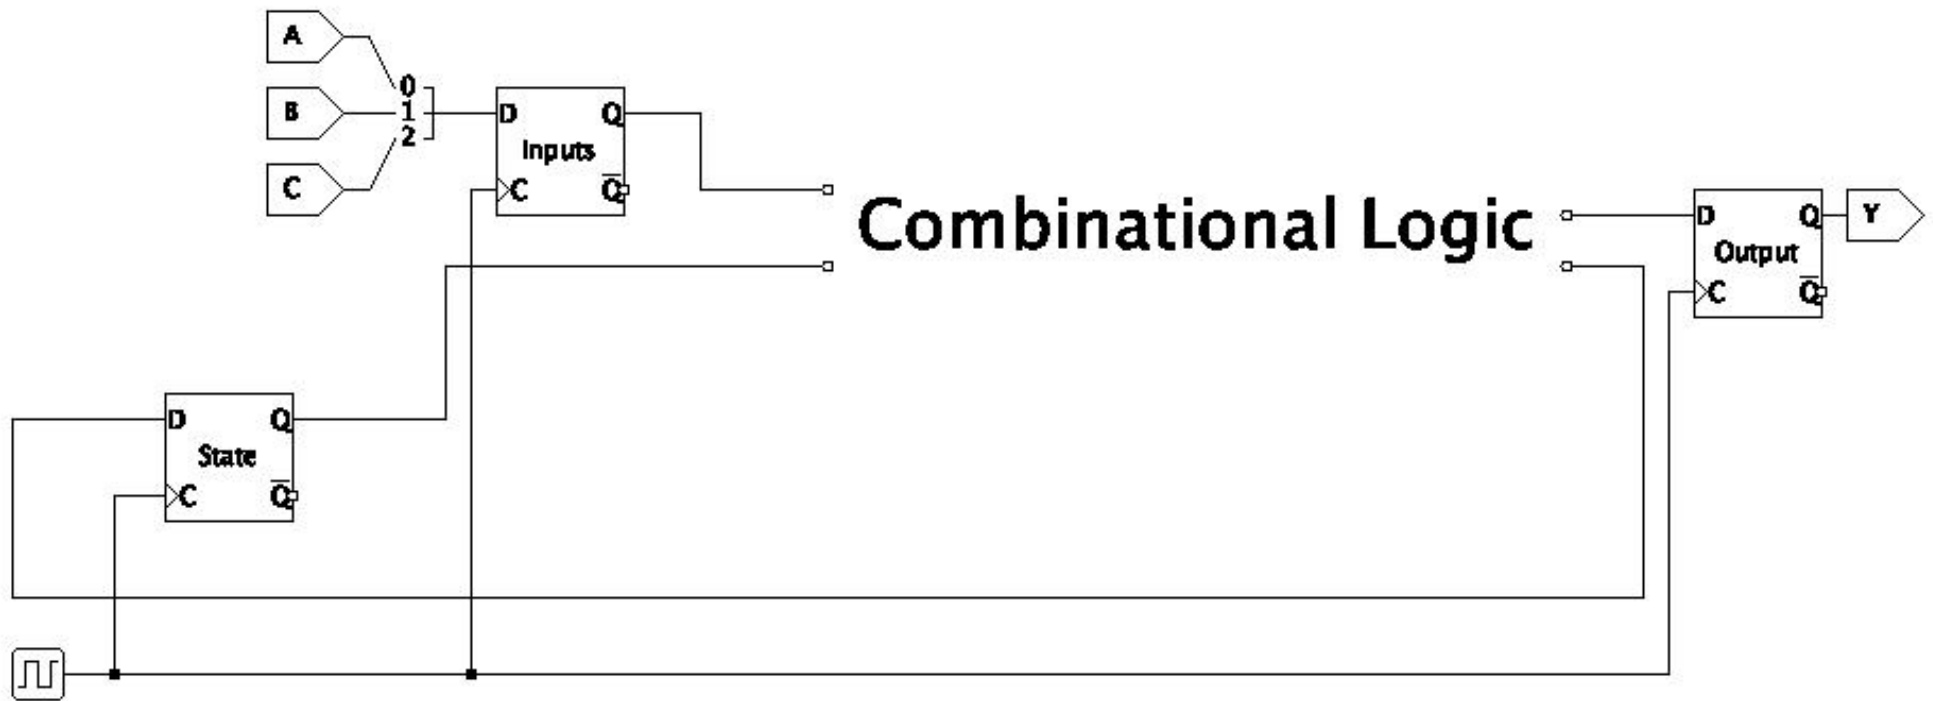 A
0
B
1
2
C
D Q
Inputs
C Q
Combinational Logic
D Q
Output
C Q
Y
D Q
State
C Q